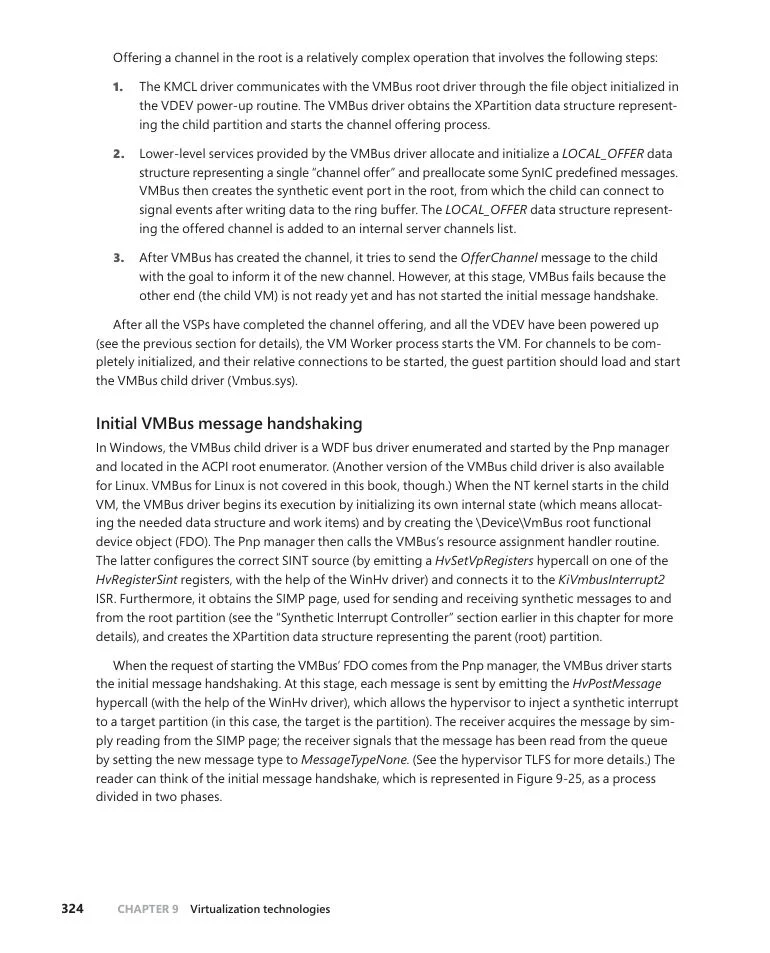 Offering a channel in the root is a relatively complex operation that involves the following steps:
1. The KMCL driver communicates with the VMBus root driver through the file object initialized in
the VDEV power-up routine. The VMBus driver obtains the XPartition data structure represent-
ing the child partition and starts the channel offering process.
2. Lower-level services provided by the VMBus driver allocate and initialize a LOCAL_OFFER data
structure representing a single “channel offer” and preallocate some SynIC predefined messages.
VMBus then creates the synthetic event port in the root, from which the child can connect to
signal events after writing data to the ring buffer. The LOCAL_OFFER data structure represent-
ing the offered channel is added to an internal server channels list.
3. After VMBus has created the channel, it tries to send the OfferChannel message to the child
with the goal to inform it of the new channel. However, at this stage, VMBus fails because the
other end (the child VM) is not ready yet and has not started the initial message handshake.
After all the VSPs have completed the channel offering, and all the VDEV have been powered up
(see the previous section for details), the VM Worker process starts the VM. For channels to be com-
pletely initialized, and their relative connections to be started, the guest partition should load and start
the VMBus child driver (Vmbus.sys).
Initial VMBus message handshaking
In Windows, the VMBus child driver is a WDF bus driver enumerated and started by the Pnp manager
and located in the ACPI root enumerator. (Another version of the VMBus child driver is also available
for Linux. VMBus for Linux is not covered in this book, though.) When the NT kernel starts in the child
VM, the VMBus driver begins its execution by initializing its own internal state (which means allocat-
ing the needed data structure and work items) and by creating the \Device\VmBus root functional
device object (FDO). The Pnp manager then calls the VMBus’s resource assignment handler routine.
The latter configures the correct SINT source (by emitting a HvSetVpRegisters hypercall on one of the
HvRegisterSint registers, with the help of the WinHv driver) and connects it to the KiVmbusInterrupt2
ISR. Furthermore, it obtains the SIMP page, used for sending and receiving synthetic messages to and
from the root partition (see the “Synthetic Interrupt Controller” section earlier in this chapter for more
details), and creates the XPartition data structure representing the parent (root) partition.
When the request of starting the VMBus’ FDO comes from the Pnp manager, the VMBus driver starts
the initial message handshaking. At this stage, each message is sent by emitting the HvPostMessage
hypercall (with the help of the WinHv driver), which allows the hypervisor to inject a synthetic interrupt
to a target partition (in this case, the target is the partition). The receiver acquires the message by sim-
ply reading from the SIMP page; the receiver signals that the message has been read from the queue
by setting the new message type to MessageTypeNone. (See the hypervisor TLFS for more details.) The
reader can think of the initial message handshake, which is represented in Figure 9-25, as a process
divided in two phases.
324 CHAPTER 9 Virtualization technologies